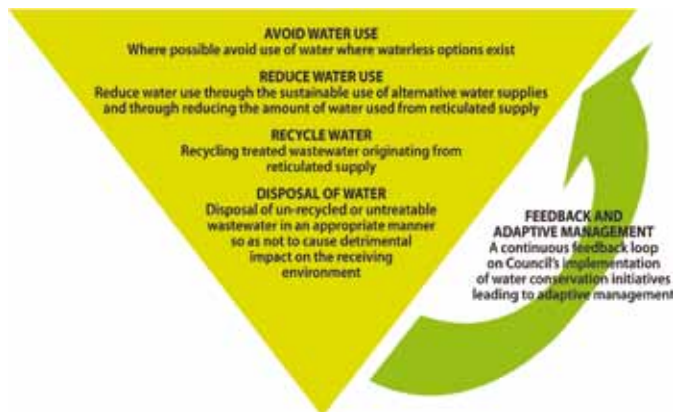 AVOID WATER USE
Where possible avoid use of water where waterless options exist
REDUCE WATER USE
Reduce water use through the sustainable use of alternative water supplies
and through reducing the amount of water used from reticulated supply
RECYCLE WATER
Recycling treated wastewater originating from
reticulated supply
DISPOSAL OF WATER
Disposal of un-recycled or untreatable
wastewater in an appropriate manner
so as not to cause detrimental
impact on the receiving
environment
FEEDBACK AND
ADAPTIVE MANAGEMENT
A continuous feedback loop
on Council's implementation
of water conservation initiatives
leading to adaptive management